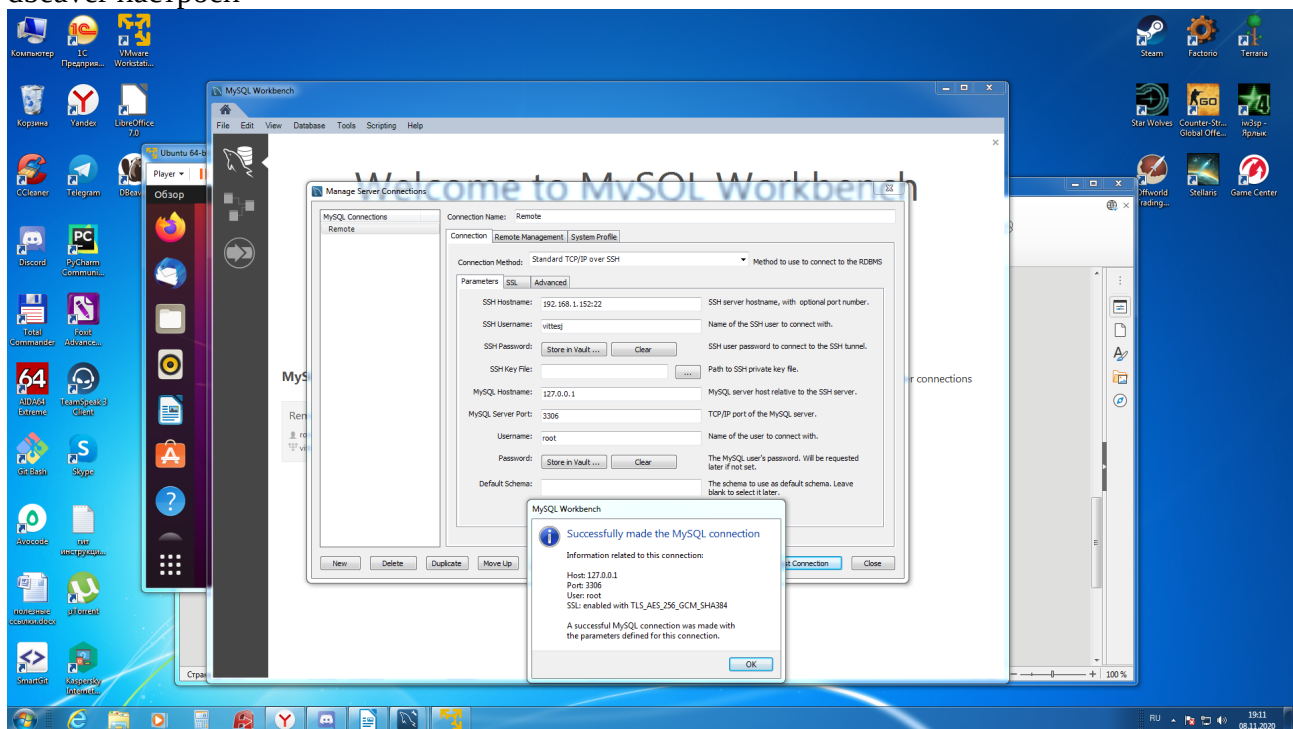 dbeaver настроен
Компьютер
1С
Предприя...
VMware
Workstati...
Steam
Factorio
Terraria
Корзина
Yandex
LibreOffice
7.0
Star Wolves
Counter-Str...
Global Offe...
iw3sp -
Ярлык
CCleaner
Telegram
DBeav
Offworld
Trading...
Stellaris
Game Center
Discord
PC
PyCharm
Communi...
Total
Commander
Foxit
Advance...
64
AIDA64
Extreme
TeamSpeak 3
Client
Git Bash
Skype
Avocode
гит
инструкци...
полезные
ссылки.docx
µTorrent
SmartGit
Kaspersky
Internet...
Ubuntu 64-b
Player
Обзор
MySQL Workbench
File Edit View Database Tools Scripting Help
Welcome to MySQL Workbench
MyS
r connections
Rem
ro
Manage Server Connections
MySQL Connections
Remote
Connection Name: Remote
Connection Remote Management System Profile
Connection Method: Standard TCP/IP over SSH Method to use to connect to the RDBMS
Parameters SSL Advanced
SSH Hostname: 192.168.1.152:22 SSH server hostname, with optional port number.
SSH Username: vittesj Name of the SSH user to connect with.
SSH Password: Store in Vault ... Clear SSH user password to connect to the SSH tunnel.
SSH Key File: ... Path to SSH private key file.
MySQL Hostname: 127.0.0.1 MySQL server host relative to the SSH server.
MySQL Server Port: 3306 TCP/IP port of the MySQL server.
Username: root Name of the user to connect with.
Password: Store in Vault ... Clear The MySQL user's password. Will be requested
later if not set.
Default Schema: The schema to use as default schema. Leave
blank to select it later.
New Delete Duplicate Move Up st Connection Close
MySQL Workbench
Successfully made the MySQL connection
Information related to this connection:
Host: 127.0.0.1
Port: 3306
User: root
SSL: enabled with TLS_AES_256_GCM_SHA384
A successful MySQL connection was made with
the parameters defined for this connection.
OK
Стран
100 %
RU
19:11
08.11.2020